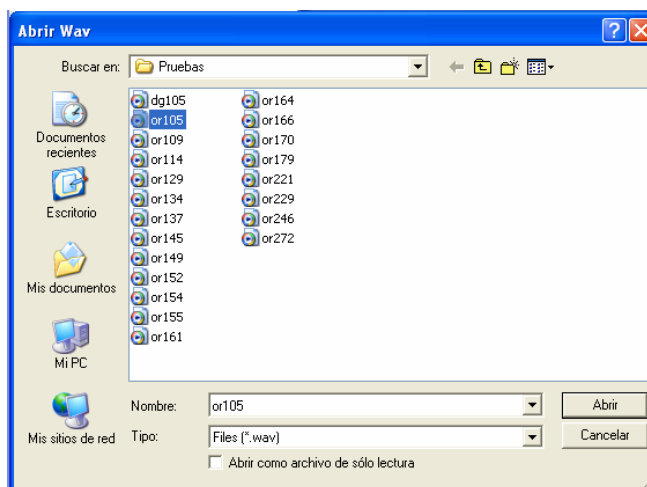 Abrir Wav
Buscar en: Pruebas
Documentos
recientes
Escritorio
Mis documentos
Mi PC
Mis sitios de red
dg105
or105
or109
or114
or129
or134
or137
or145
or149
or152
or154
or155
or161
or164
or166
or170
or179
or221
or229
or246
or272
Nombre: or105 Abrir
Tipo: Files (*.wav) Cancelar
Abrir como archivo de sólo lectura